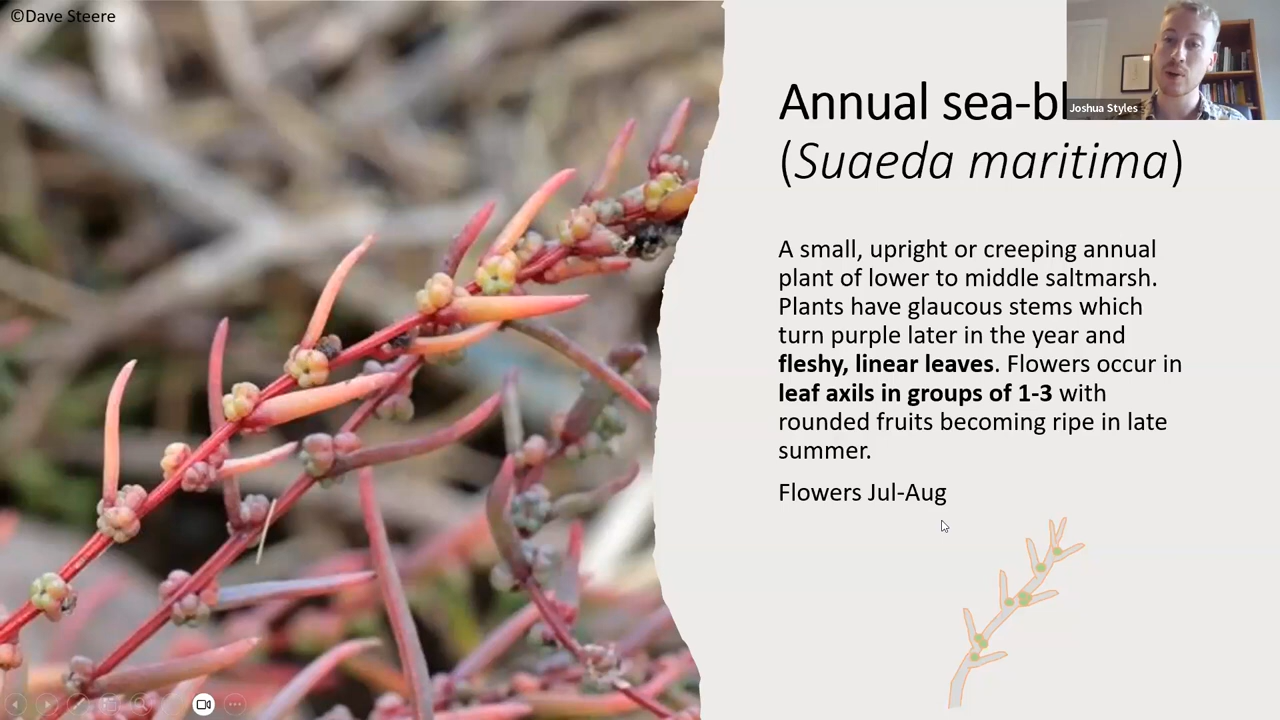 ©Dave Steere
Joshua Styles
Annual sea-bl
(Suaeda maritima)
A small, upright or creeping annual
plant of lower to middle saltmarsh.
Plants have glaucous stems which
turn purple later in the year and
fleshy, linear leaves. Flowers occur in
leaf axils in groups of 1-3 with
rounded fruits becoming ripe in late
summer.
Flowers Jul-Aug